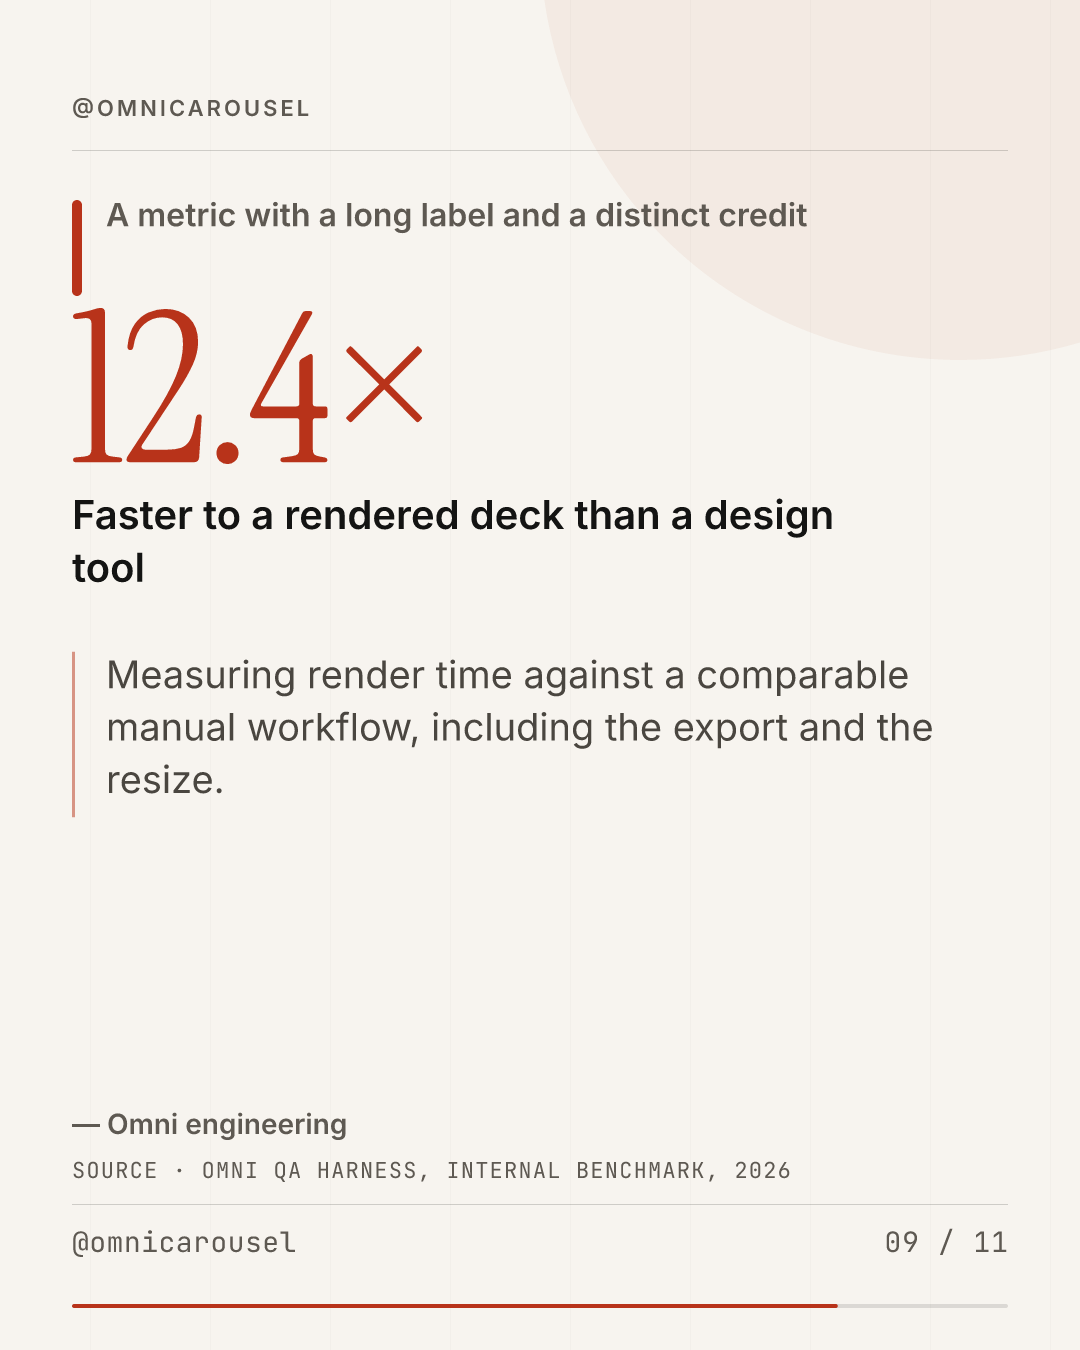 @OMNICAROUSEL
A metric with a long label and a distinct credit
12.4×
Faster to a rendered deck than a design
tool
Measuring render time against a comparable
manual workflow, including the export and the
resize.
— Omni engineering
SOURCE · OMNI QA HARNESS, INTERNAL BENCHMARK, 2026
@omnicarousel
09 / 11